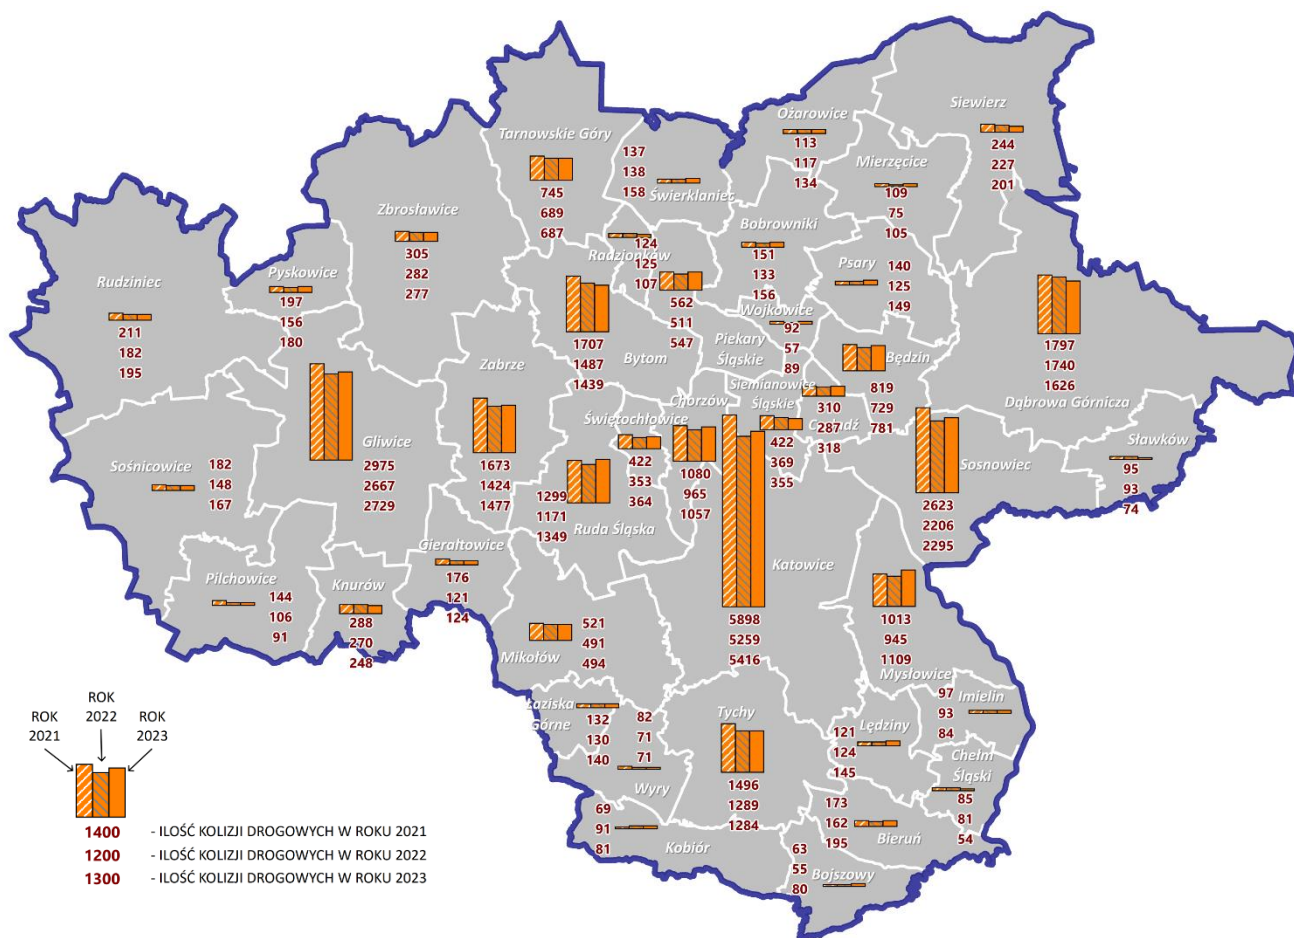 Siewierz
244
227
201
Ożarowice
113
117
134
Mierzęcice
109
75
105
Tarnowskie Góry
745
689
687
137
138
158
Świerklaniec
Zbrosławice
305
282
277
Bobrowniki
151
133
156
Radzionków
124
125
107
Psary
140
125
149
Pyskowice
197
156
180
Rudziniec
211
182
195
562
511
547
Piekary
Śląskie
Wojkowice
92
57
89
1707
1487
1439
Bytom
Będzin
819
729
781
1797
1740
1626
Dąbrowa Górnicza
Zabrze
1673
1424
1477
Siemianowice
Śląskie
422
369
355
310
287
318
Czeladź
Chorzów
1080
965
1057
Świętochłowice
422
353
364
Gliwice
2975
2667
2729
Sławków
95
93
74
Sosnowiec
2623
2206
2295
Sośnicowice
182
148
167
1299
1171
1349
Ruda Śląska
Katowice
5898
5259
5416
Gierałtowice
176
121
124
Pilchowice
144
106
91
Knurów
288
270
248
1013
945
1109
Mysłowice
521
491
494
Mikołów
97
93
84
Imielin
Łaziska
Górne
132
130
140
82
71
71
Wyry
Tychy
1496
1289
1284
Lędziny
121
124
145
Chełm
Śląski
85
81
54
173
162
195
Bieruń
69
91
81
Kobiór
63
55
80
Bojszowy
ROK
2021
ROK
2022
ROK
2023
1400 - ILOŚĆ KOLIZJI DROGOWYCH W ROKU 2021
1200 - ILOŚĆ KOLIZJI DROGOWYCH W ROKU 2022
1300 - ILOŚĆ KOLIZJI DROGOWYCH W ROKU 2023